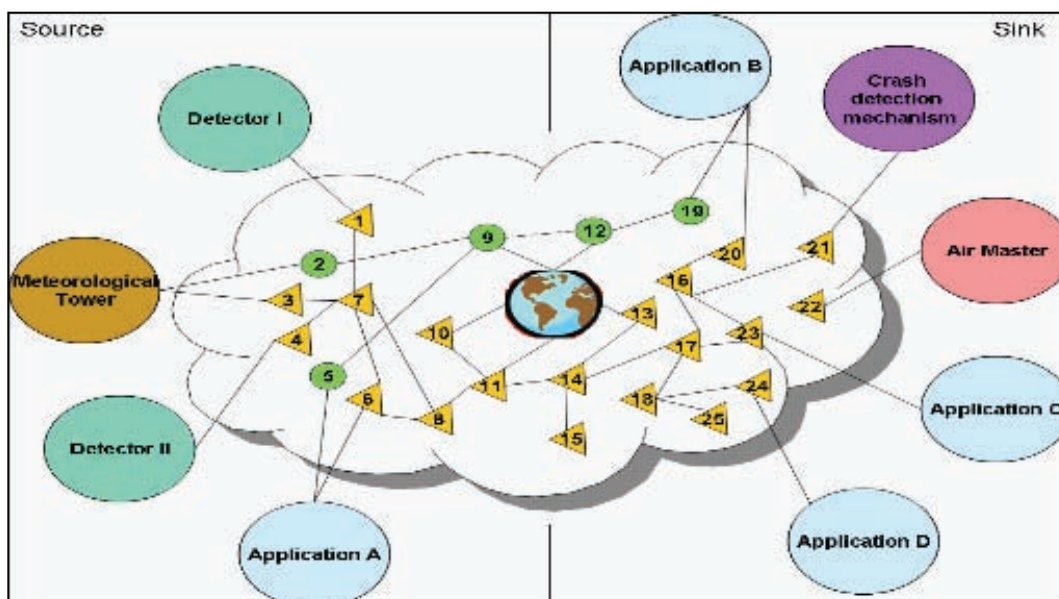 Source
Sink
Application B
Crash
detection
mechanism
Detector I
1
19
9
12
20
21
Air Master
2
16
Meteorological
Tower
3
7
22
13
10
4
17
23
5
11
14
24
6
18
Application C
8
25
15
Detector II
Application D
Application A